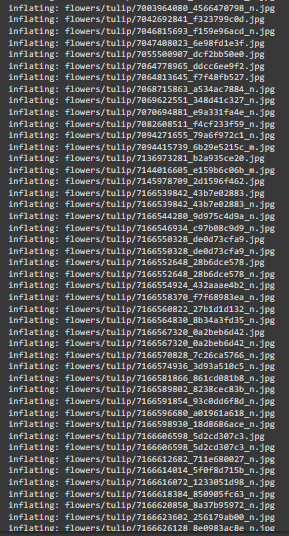 inflating: flowers/tulip/7003964080_4566470798_n.jpg
inflating: flowers/tulip/7042692841_f323799c0d.jpg
inflating: flowers/tulip/7046815693_f159e96acd_n.jpg
inflating: flowers/tulip/7047408023_6e98fd1e3f.jpg
inflating: flowers/tulip/7055500907_dcf2bb50e0.jpg
inflating: flowers/tulip/7064778965_ddcc6ee9f2.jpg
inflating: flowers/tulip/7064813645_f7f48fb527.jpg
inflating: flowers/tulip/7068715863_a534ac7884_n.jpg
inflating: flowers/tulip/7069622551_348d41c327_n.jpg
inflating: flowers/tulip/7070694881_e9a331fa4e_n.jpg
inflating: flowers/tulip/7082608511_f4cf233f59_n.jpg
inflating: flowers/tulip/7094271655_79a6f972c1_n.jpg
inflating: flowers/tulip/7094415739_6b29e5215c_m.jpg
inflating: flowers/tulip/7136973281_b2a935ce20.jpg
inflating: flowers/tulip/7144016605_e159b6c06b_m.jpg
inflating: flowers/tulip/7145978709_2d1596f462.jpg
inflating: flowers/tulip/7166539842_43b7e02883.jpg
inflating: flowers/tulip/7166539842_43b7e02883_n.jpg
inflating: flowers/tulip/7166544280_9d975c4d9a_n.jpg
inflating: flowers/tulip/7166546934_c97b08c9d9_n.jpg
inflating: flowers/tulip/7166550328_de0d73cfa9.jpg
inflating: flowers/tulip/7166550328_de0d73cfa9_n.jpg
inflating: flowers/tulip/7166552648_28b6dce578.jpg
inflating: flowers/tulip/7166552648_28b6dce578_n.jpg
inflating: flowers/tulip/7166554924_432aaae4b2_n.jpg
inflating: flowers/tulip/7166558370_f7f68983ea_n.jpg
inflating: flowers/tulip/7166560822_27b1d1d132_n.jpg
inflating: flowers/tulip/7166564830_8b34a3fd35_n.jpg
inflating: flowers/tulip/7166567320_0a2beb6d42.jpg
inflating: flowers/tulip/7166567320_0a2beb6d42_n.jpg
inflating: flowers/tulip/7166570828_7c26ca5766_n.jpg
inflating: flowers/tulip/7166574936_3d93a510c5_n.jpg
inflating: flowers/tulip/7166581866_861cd081b8_n.jpg
inflating: flowers/tulip/7166589802_8238cec83b_n.jpg
inflating: flowers/tulip/7166591854_93c0dd6f8d_n.jpg
inflating: flowers/tulip/7166596680_a01961a618_n.jpg
inflating: flowers/tulip/7166598930_18d8686ace_n.jpg
inflating: flowers/tulip/7166606598_5d2cd307c3.jpg
inflating: flowers/tulip/7166606598_5d2cd307c3_n.jpg
inflating: flowers/tulip/7166612682_711e680027_n.jpg
inflating: flowers/tulip/7166614014_5f0f8d715b_n.jpg
inflating: flowers/tulip/7166616072_1233051d98_n.jpg
inflating: flowers/tulip/7166618384_850905fc63_n.jpg
inflating: flowers/tulip/7166620850_8a37b95972_n.jpg
inflating: flowers/tulip/7166623602_256179ab00_n.jpg
inflating: flowers/tulip/7166626128_8e0983ac8e_n.jpg